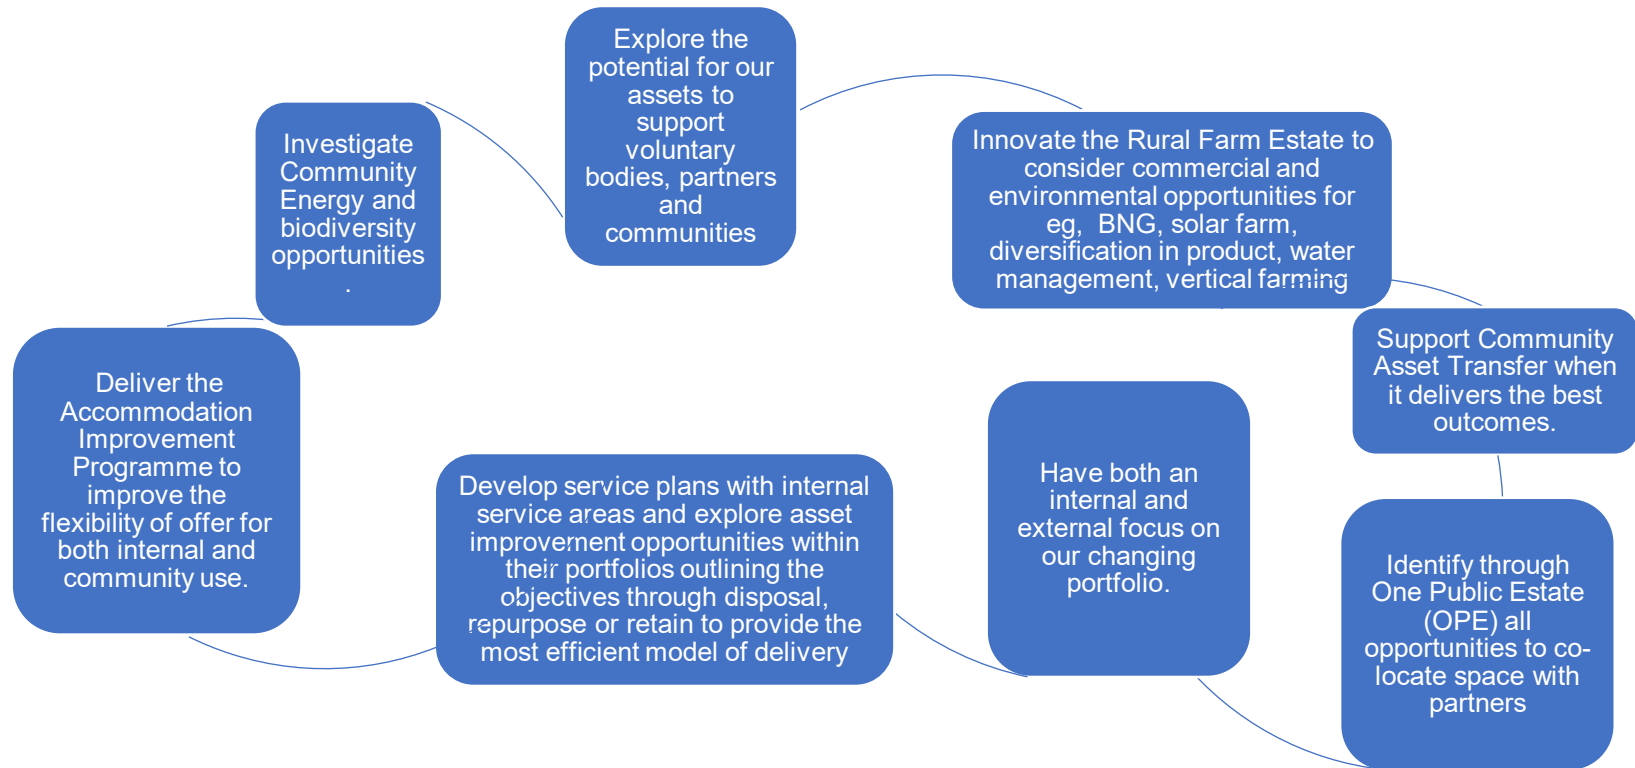 Explore the
potential for our
assets to
support
voluntary
bodies, partners
and
communities
Innovate the Rural Farm Estate to
consider commercial and
environmental opportunities for
eg,  BNG, solar farm,
diversification in product, water
management, vertical farming
Support Community
Asset Transfer when
it delivers the best
outcomes.
Identify through
One Public Estate
(OPE) all
opportunities to co-
locate space with
partners
Have both an
internal and
external focus on
our changing
portfolio.
Develop service plans with internal
service areas and explore asset
improvement opportunities within
their portfolios outlining the
objectives through disposal,
repurpose or retain to provide the
most efficient model of delivery
Deliver the
Accommodation
Improvement
Programme to
improve the
flexibility of offer for
both internal and
community use.
Investigate
Community
Energy and
biodiversity
opportunities
.